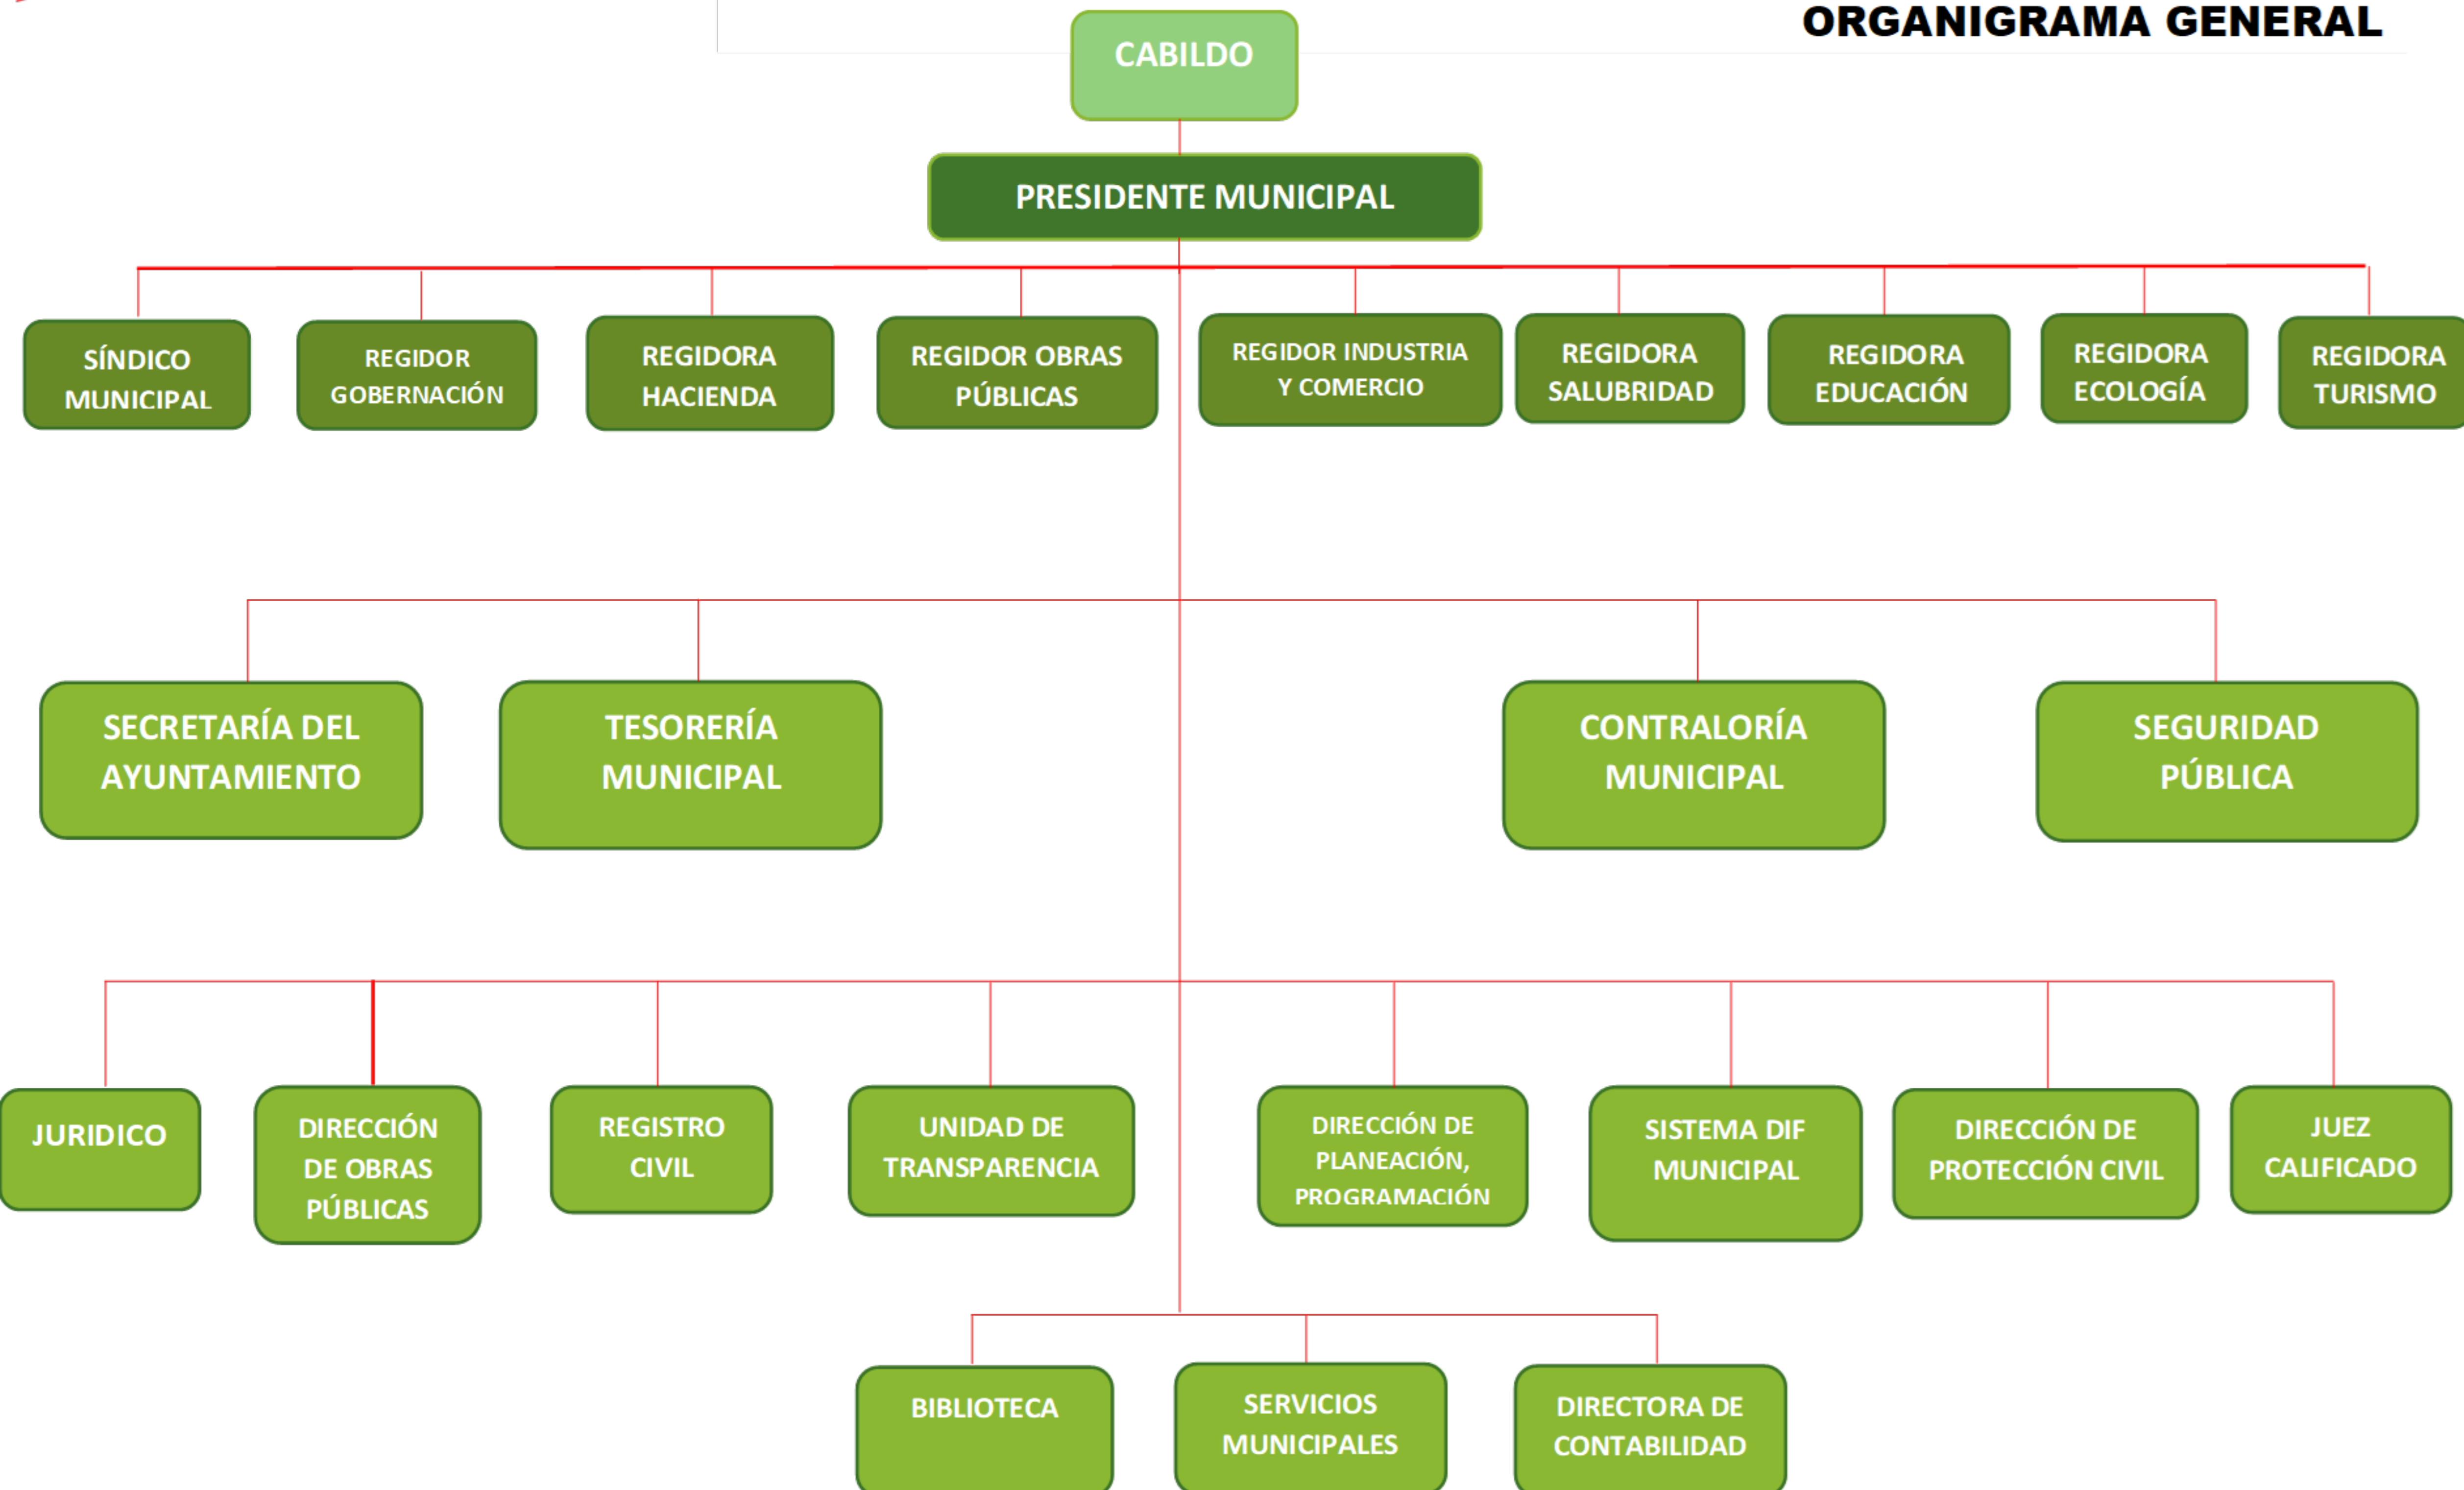 ORGANIGRAMA GENERAL
CABILDO
PRESIDENTE MUNICIPAL
SÍNDICO
MUNICIPAL
REGIDOR
GOBERNACIÓN
REGIDORA
HACIENDA
REGIDOR OBRAS
PÚBLICAS
REGIDOR INDUSTRIA
Y COMERCIO
REGIDORA
SALUBRIDAD
REGIDORA
EDUCACIÓN
REGIDORA
ECOLOGÍA
REGIDORA
TURISMO
SECRETARÍA DEL
AYUNTAMIENTO
TESORERÍA
MUNICIPAL
CONTRALORÍA
MUNICIPAL
SEGURIDAD
PÚBLICA
JURIDICO
DIRECCIÓN
DE OBRAS
PÚBLICAS
REGISTRO
CIVIL
UNIDAD DE
TRANSPARENCIA
DIRECCIÓN DE
PLANEACIÓN,
PROGRAMACIÓN
SISTEMA DIF
MUNICIPAL
DIRECCIÓN DE
PROTECCIÓN CIVIL
JUEZ
CALIFICADO
BIBLIOTECA
SERVICIOS
MUNICIPALES
DIRECTORA DE
CONTABILIDAD